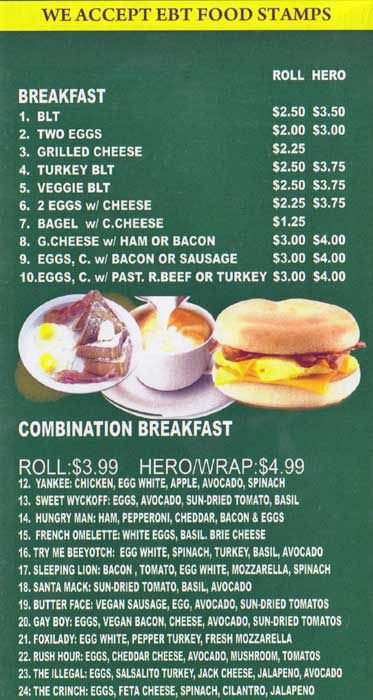 WE ACCEPT EBT FOOD STAMPS
ROLL HERO
BREAKFAST
1. BLT $2.50 $3.50
2. TWO EGGS $2.00 $3.00
3. GRILLED CHEESE $2.25
4. TURKEY BLT $2.50 $3.75
5. VEGGIE BLT $2.50 $3.75
6. 2 EGGS w/ CHEESE $2.25 $3.75
7. BAGEL w/ C.CHEESE $1.25
8. G.CHEESE w/ HAM OR BACON $3.00 $4.00
9. EGGS, C. w/ BACON OR SAUSAGE $3.00 $4.00
10.EGGS, C. w/ PAST. R.BEEF OR TURKEY $3.00 $4.00
COMBINATION BREAKFAST
ROLL:$3.99 HERO/WRAP:$4.99
12. YANKEE: CHICKEN, EGG WHITE, APPLE, AVOCADO, SPINACH
13. SWEET WYCKOFF: EGGS, AVOCADO, SUN-DRIED TOMATO, BASIL
14. HUNGRY MAN: HAM, PEPPERONI, CHEDDAR, BACON & EGGS
15. FRENCH OMELETTE: WHITE EGGS, BASIL. BRIE CHEESE
16. TRY ME BEEYOTCH: EGG WHITE, SPINACH, TURKEY, BASIL, AVOCADO
17. SLEEPING LION: BACON , TOMATO, EGG WHITE, MOZZARELLA, SPINACH
18. SANTA MACK: SUN-DRIED TOMATO, BASIL, AVOCADO
19. BUTTER FACE: VEGAN SAUSAGE, EGG, AVOCADO, SUN-DRIED TOMATOS
20. GAY BOY: EGGS, VEGAN BACON, CHEESE, AVOCADO, SUN-DRIED TOMATOS
21. FOXILADY: EGG WHITE, PEPPER TURKEY, FRESH MOZZARELLA
22. RUSH HOUR: EGGS, CHEDDAR CHEESE, AVOCADO, MUSHROOM, TOMATOS
23. THE ILLEGAL: EGGS, SALSALITO TURKEY, JACK CHEESE, JALAPENO, AVOCADO
24: THE CRINCH: EGGS, FETA CHEESE, SPINACH, CILANTRO, JALAPENO